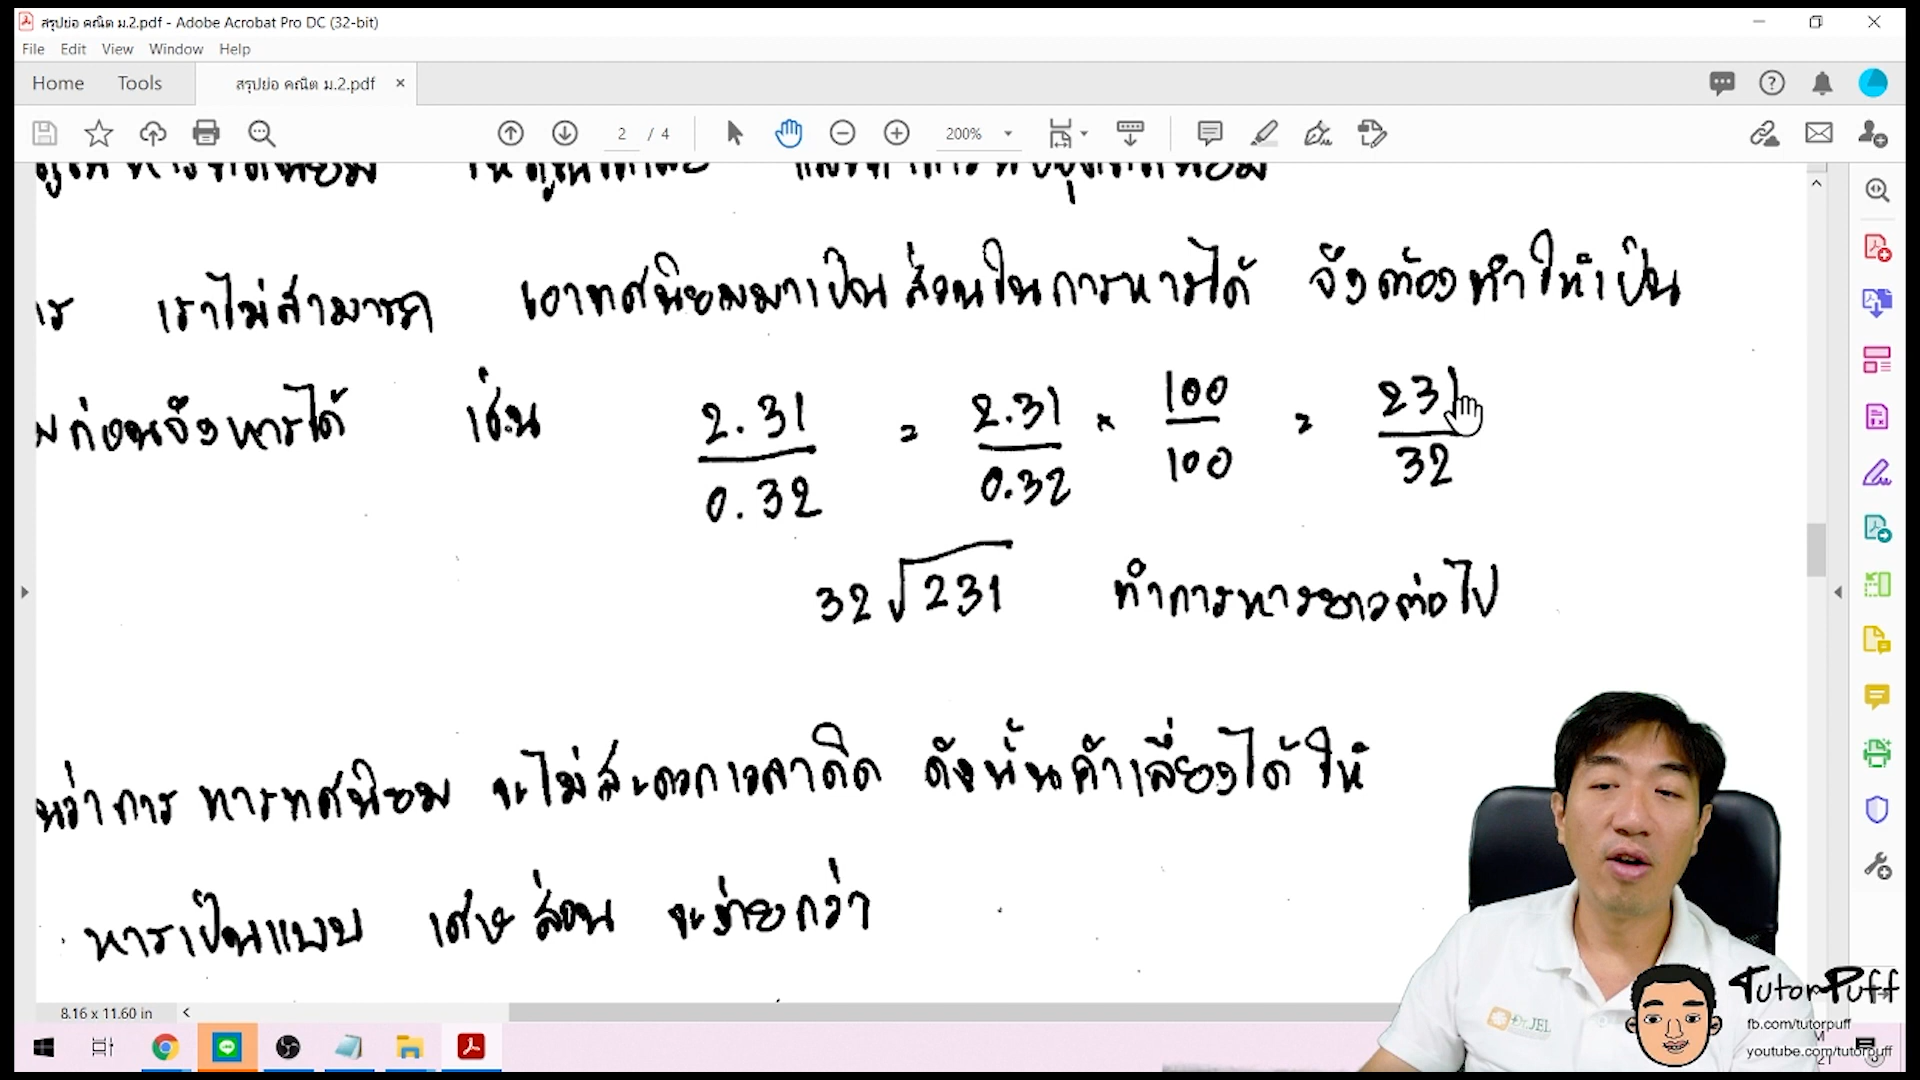 สรุปย่อ คณิต ม.2.pdf - Adobe Acrobat Pro DC (32-bit)
File Edit View Window Help
Home Tools สรุปย่อ คณิต ม.2.pdf ×
2 / 4 200%
าร เราไม่สามารถ เอาทศนิยมมาเป็นส่วนในการหารได้ จึงต้องทำให้เป็น
มก่อนจึงหารได้ เช่น 2.31/0.32 = 2.31/0.32 × 100/100 = 231/32
32√231 ทำการหารยาวต่อไป
นว่าการ หารทศนิยม จะไม่สะดวกเวลาคิด ดังนั้นถ้าเลี่ยงได้ ให้
หารเป็นแบบ เศษส่วน จะง่ายกว่า
8.16 x 11.60 in
Dr.JEL
TutorPuff
fb.com/tutorpuff
youtube.com/tutorpuff